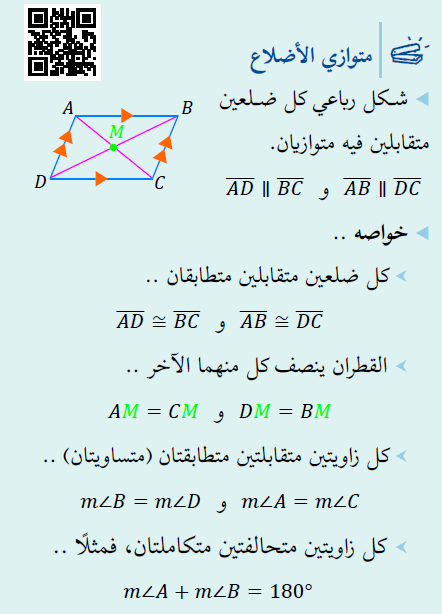 متوازي الأضلاع
شكل رباعي كل ضلعين
متقابلين فيه متوازيان.
A B
M
D C
AB ∥ DC و AD ∥ BC
خواصه ..
كل ضلعين متقابلين متطابقان ..
AB ≅ DC و AD ≅ BC
القطران ينصف كل منهما الآخر ..
AM = CM و DM = BM
كل زاويتين متقابلتين متطابقتان (متساويتان) ..
m∠B = m∠D و m∠A = m∠C
كل زاويتين متحالفتين متكاملتان، فمثلًا ..
m∠A + m∠B = 180°